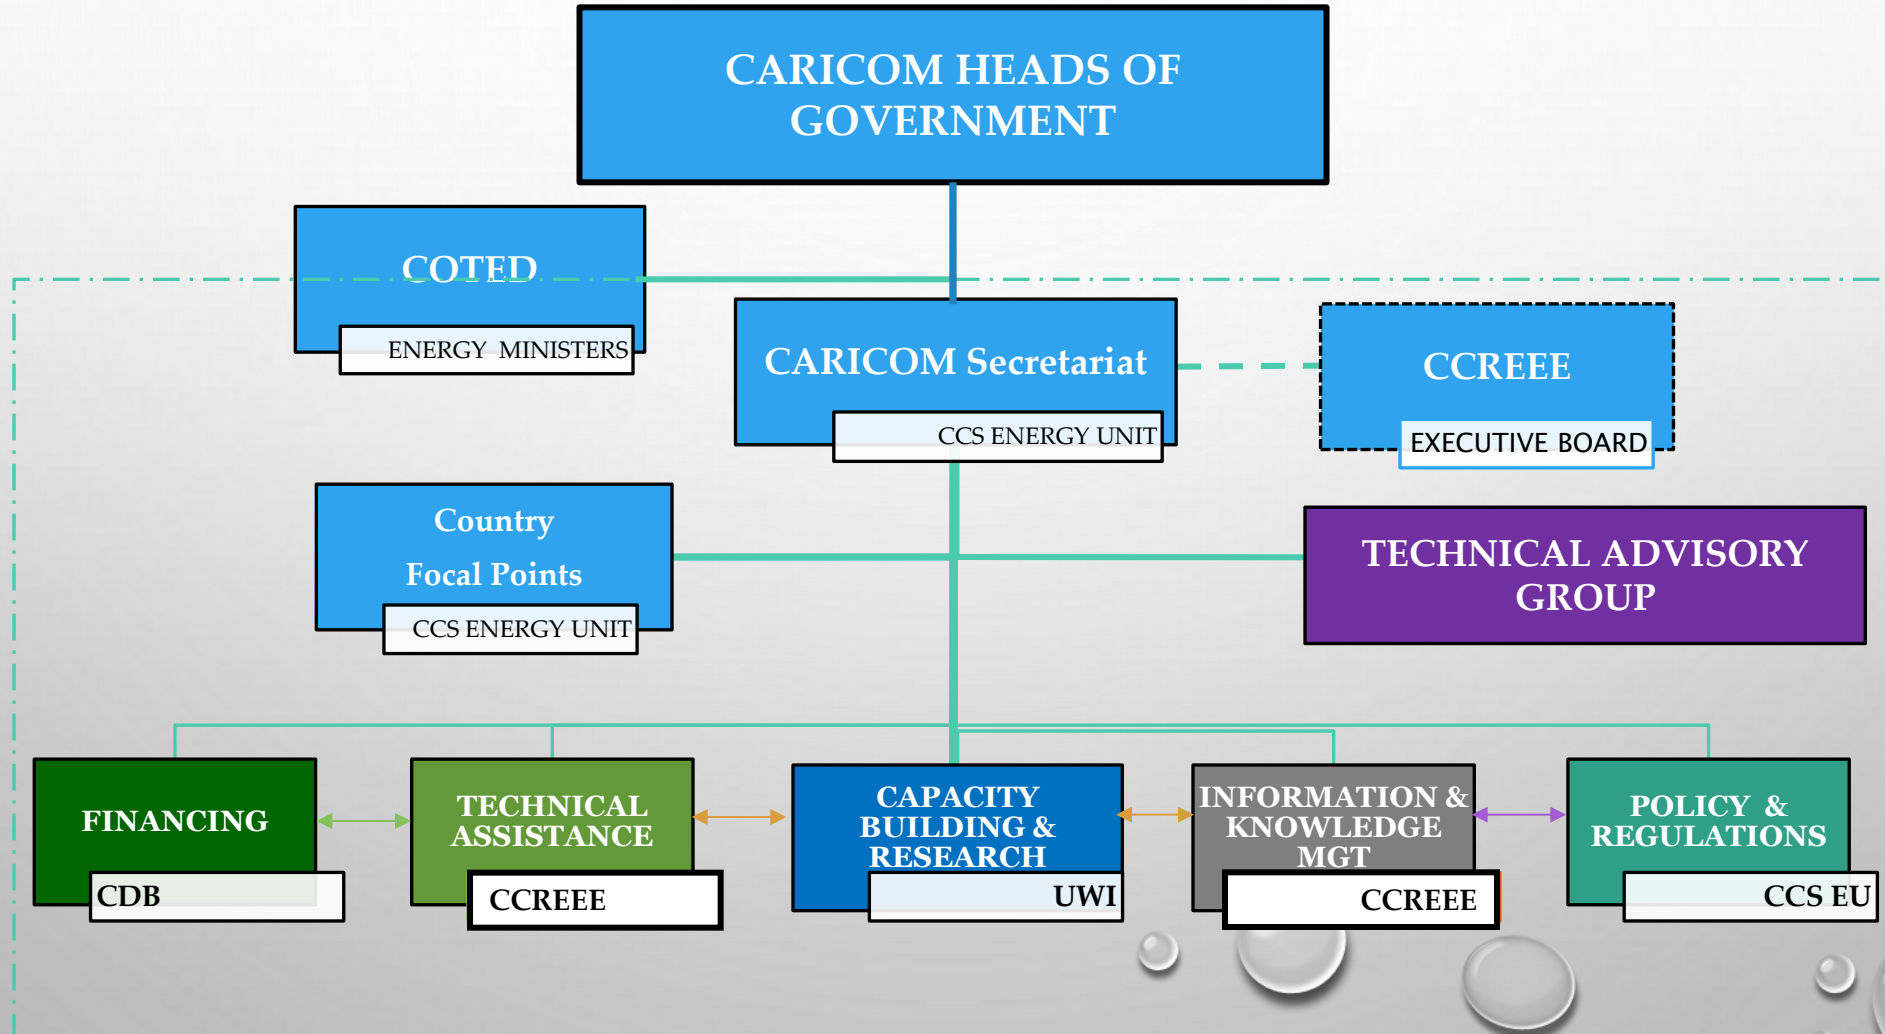 CARICOM HEADS OF
GOVERNMENT
COTED
ENERGY MINISTERS
CARICOM Secretariat
CCS ENERGY UNIT
CCREEE
EXECUTIVE BOARD
Country
Focal Points
CCS ENERGY UNIT
TECHNICAL ADVISORY
GROUP
FINANCING
CDB
TECHNICAL
ASSISTANCE
CCREEE
CAPACITY
BUILDING &
RESEARCH
UWI
INFORMATION &
KNOWLEDGE
MGT
CCREEE
POLICY &
REGULATIONS
CCS EU